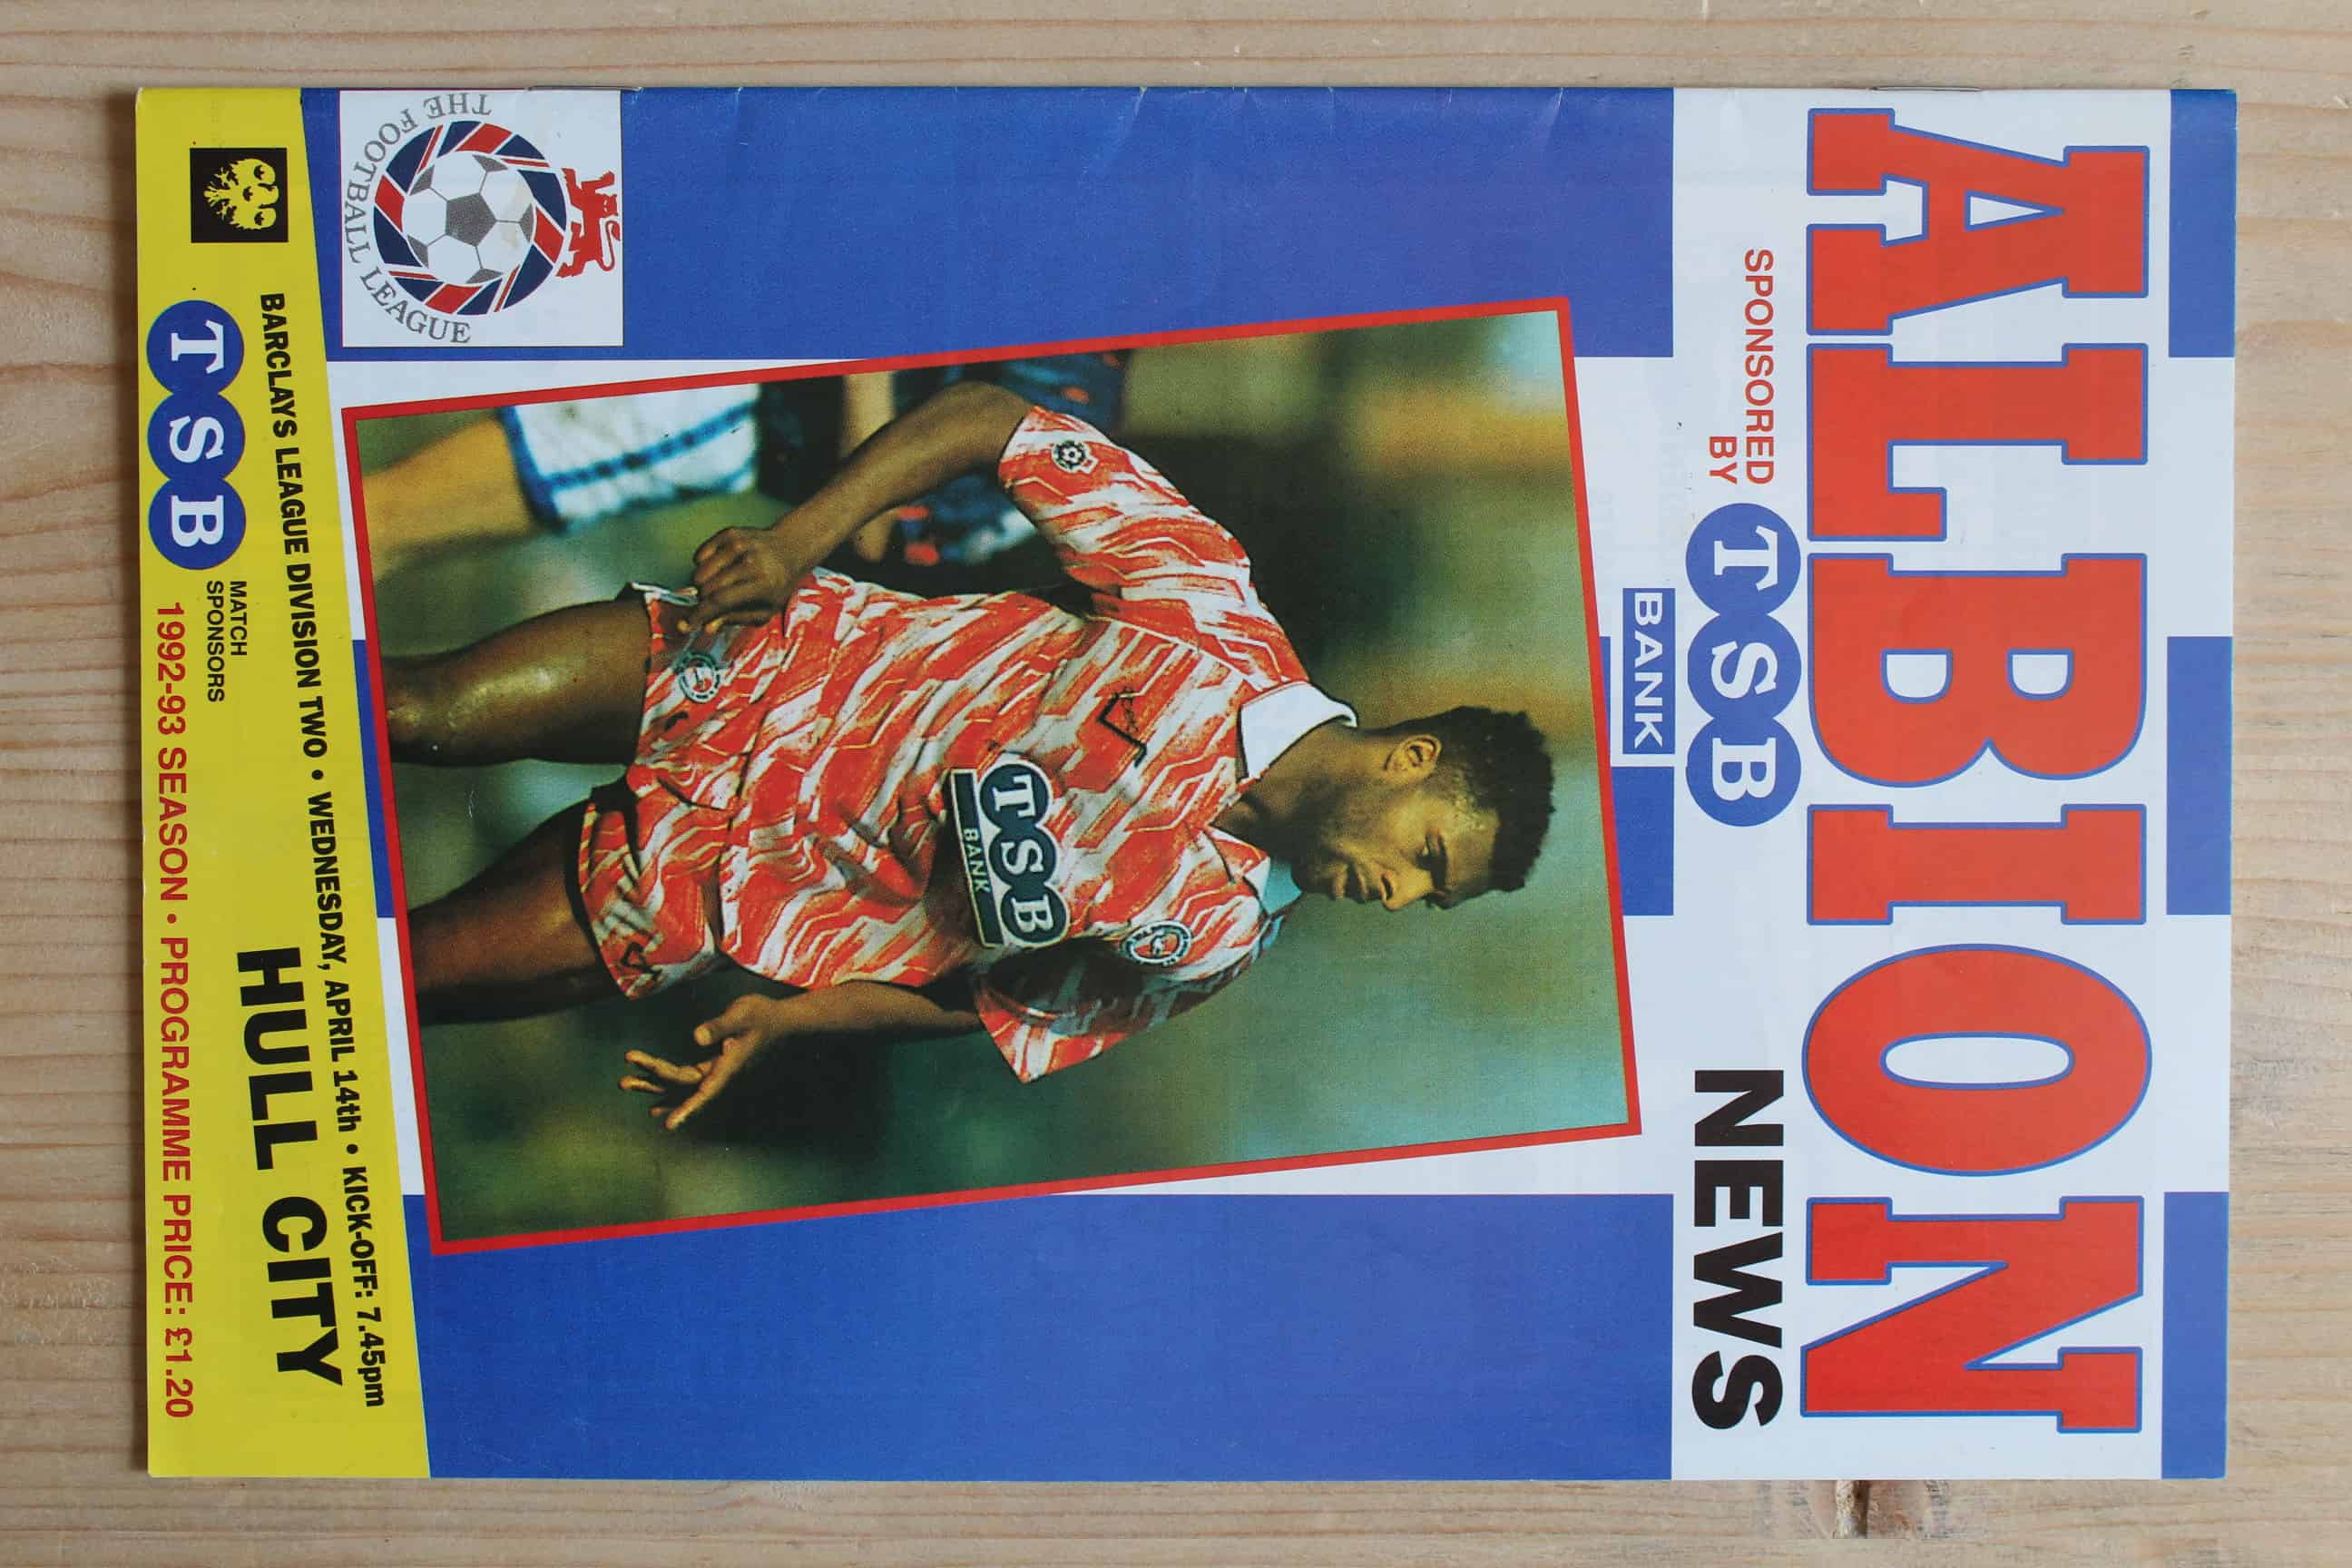 ALBION
SPONSORED
BY
TSB
BANK
NEWS
TSB
BANK
THE FOOTBALL LEAGUE
BARCLAYS LEAGUE DIVISION TWO • WEDNESDAY, APRIL 14th • KICK-OFF: 7.45pm
HULL CITY
TSB
MATCH
SPONSORS
1992-93 SEASON • PROGRAMME PRICE: £1.20